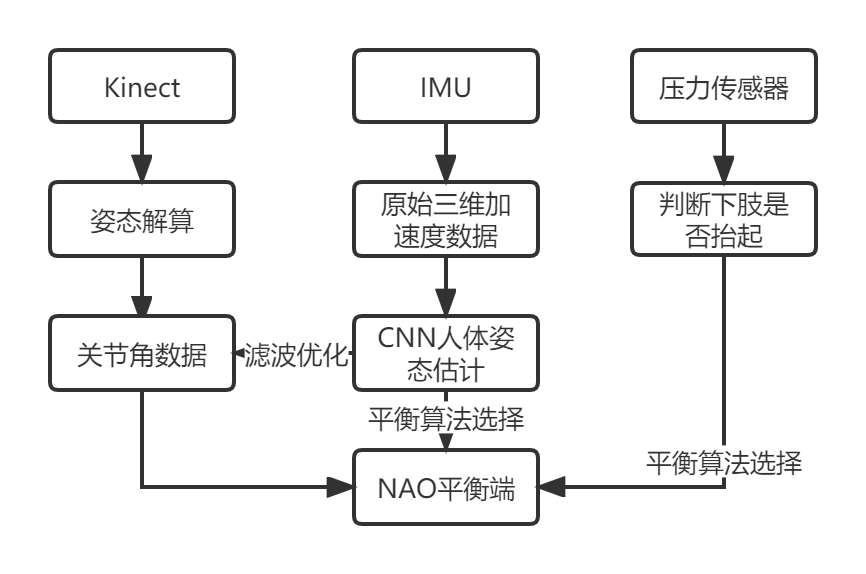 Kinect
IMU
压力传感器
姿态解算
原始三维加
速度数据
判断下肢是
否抬起
关节角数据
滤波优化
CNN人体姿
态估计
平衡算法选择
平衡算法选择
NAO平衡端